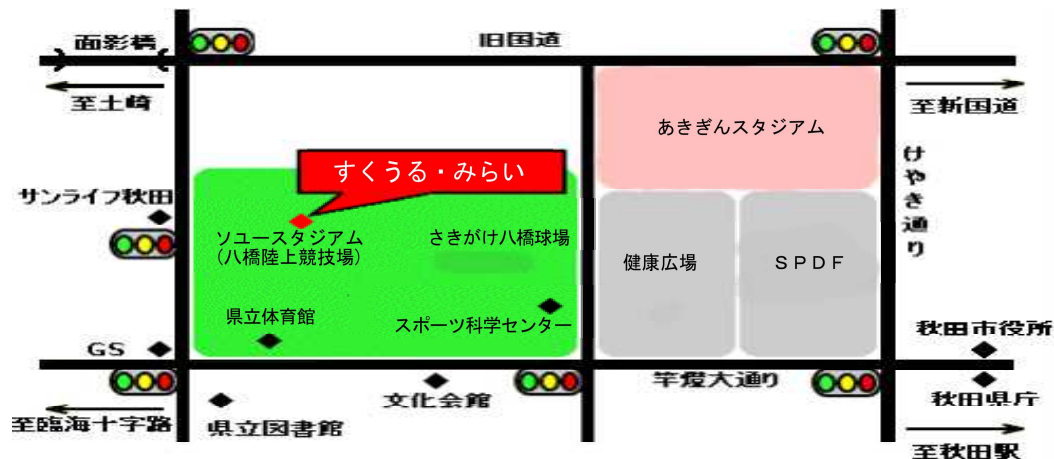 面影橋
旧国道
至土崎
至新国道
あきぎんスタジアム
けやき通り
すくうる・みらい
サンライフ秋田
ソユースタジアム
(八橋陸上競技場)
さきがけ八橋球場
健康広場
ＳＰＤＦ
県立体育館
スポーツ科学センター
秋田市役所
GS
竿燈大通り
文化会館
秋田県庁
至臨海十字路
県立図書館
至秋田駅